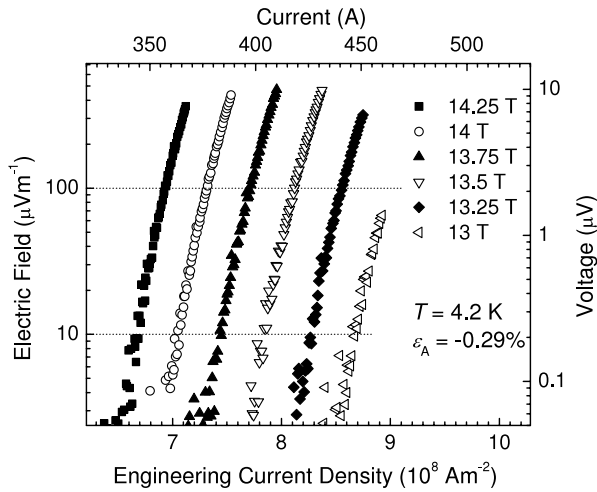 Current (A)
350 400 450 500
Electric Field (μVm⁻¹)
100
10
14.25 T
14 T
13.75 T
13.5 T
13.25 T
13 T
T = 4.2 K
ε_A = -0.29%
10
1
0.1
Voltage (μV)
7 8 9 10
Engineering Current Density (10⁸ Am⁻²)